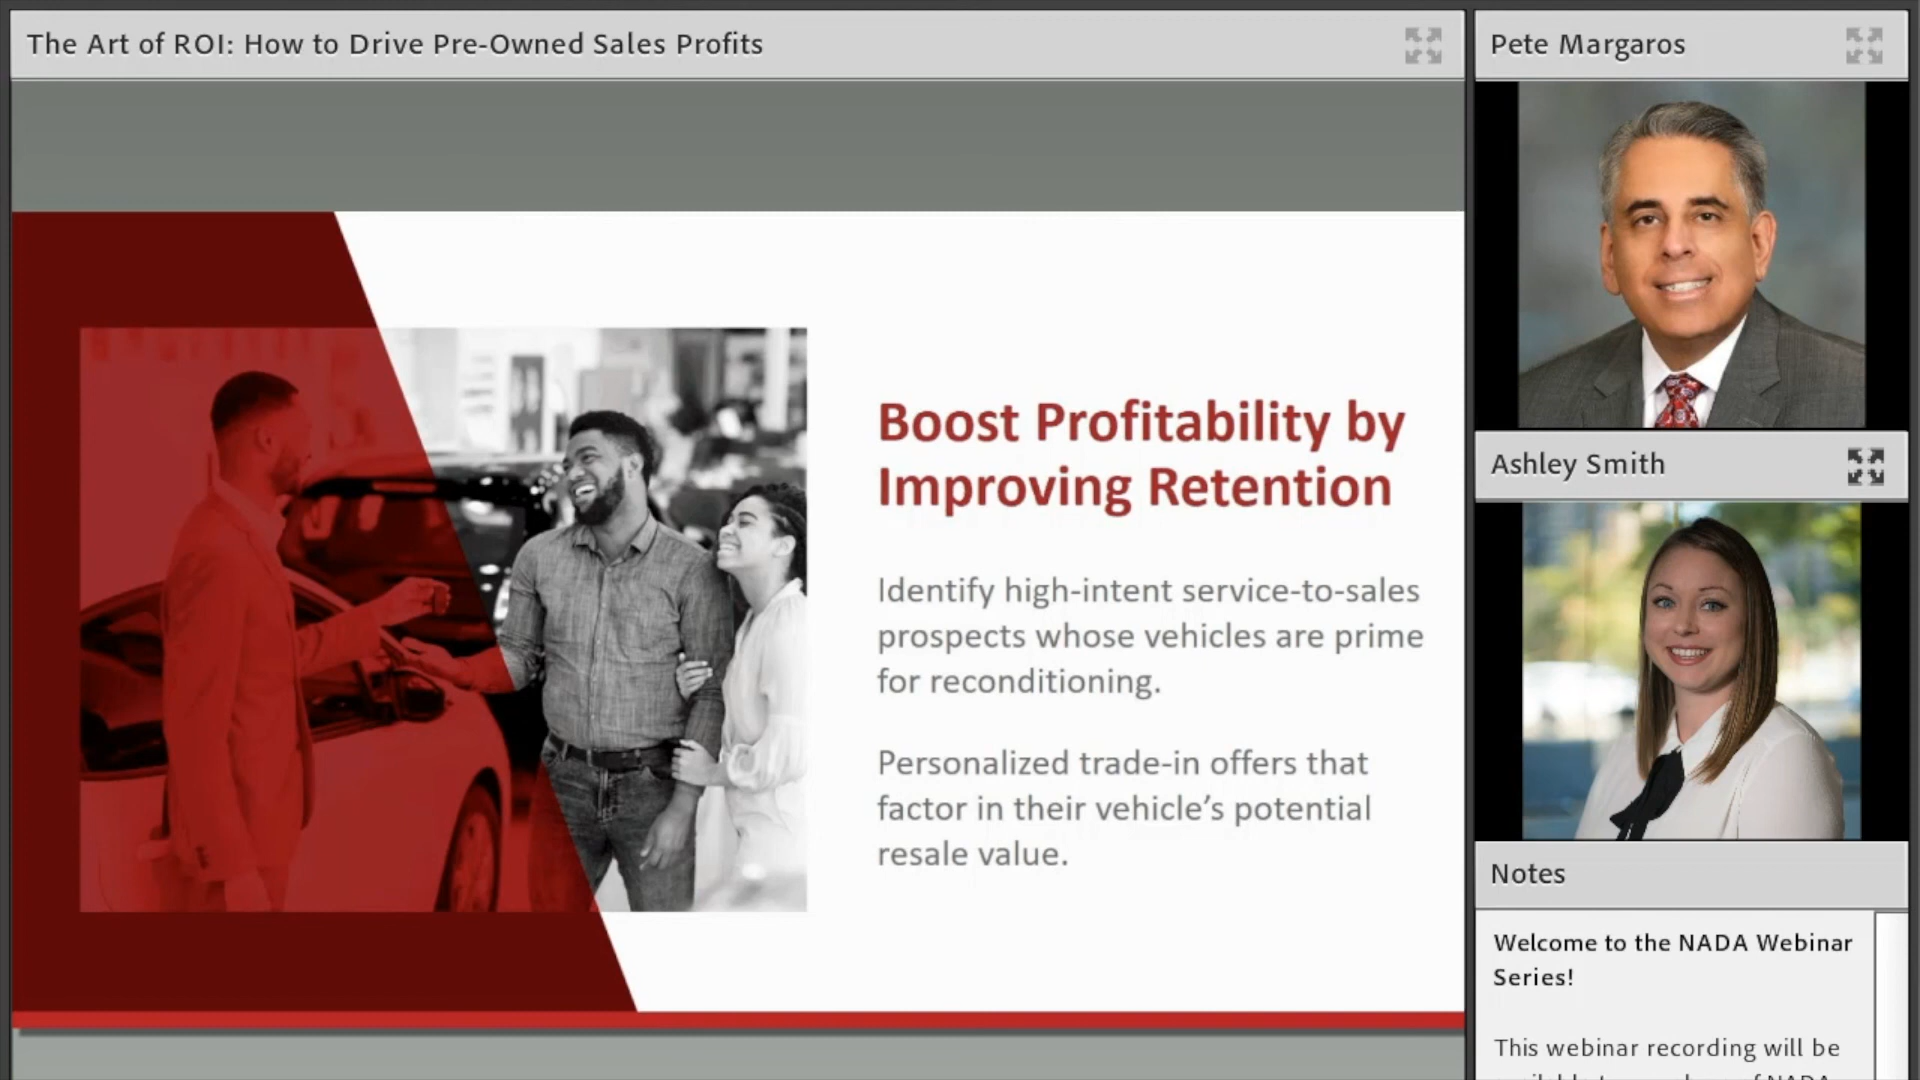 The Art of ROI: How to Drive Pre-Owned Sales Profits
Boost Profitability by
Improving Retention
Identify high-intent service-to-sales
prospects whose vehicles are prime
for reconditioning.
Personalized trade-in offers that
factor in their vehicle’s potential
resale value.
Pete Margaros
Ashley Smith
Notes
Welcome to the NADA Webinar
Series!
This webinar recording will be